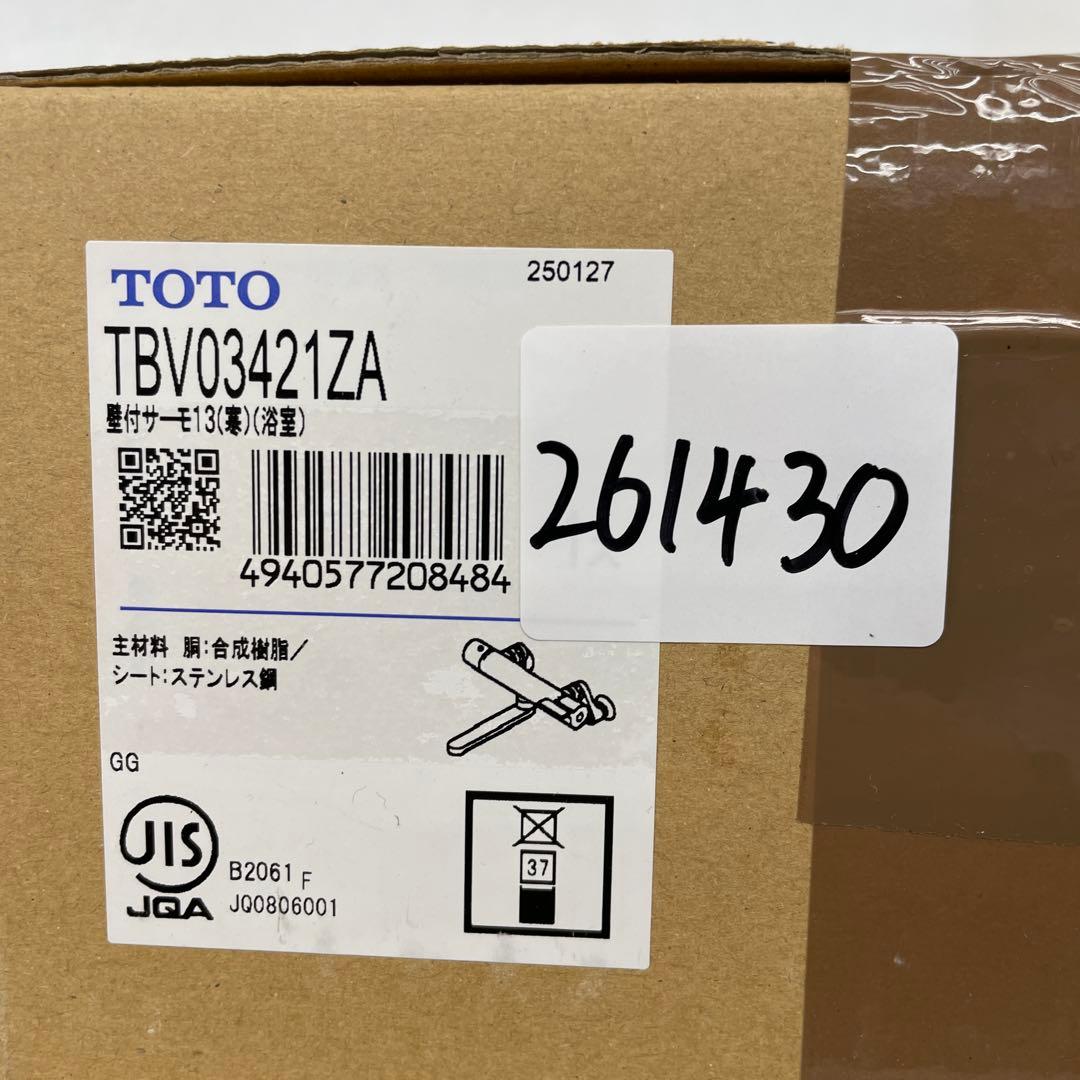 TOTO
250127
TBV03421ZA
壁付サーモ13(寒)(浴室)
261430
4940577208484
主材料 胴:合成樹脂/
シート:ステンレス鋼
GG
JIS
JQA
B2061 F
JQ0806001
37